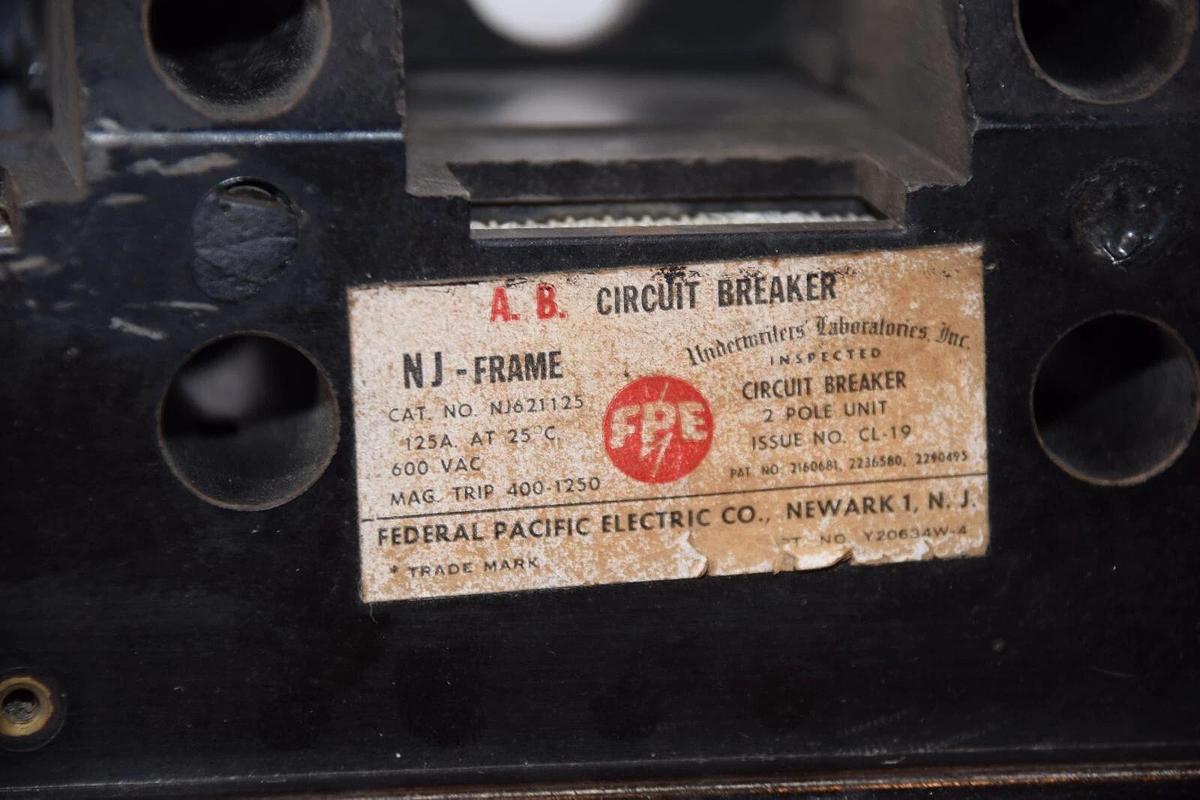 A. B. CIRCUIT BREAKER
Underwriters' Laboratories, Inc.
INSPECTED
NJ - FRAME
CIRCUIT BREAKER
CAT. NO. NJ621125
2 POLE UNIT
125A. AT 25°C.
ISSUE NO. CL-19
600 VAC
FPE
PAT. NO. 2160681, 2236580, 2290495
MAG. TRIP 400-1250
FEDERAL PACIFIC ELECTRIC CO., NEWARK 1, N. J.
NO. Y20634W-4
* TRADE MARK